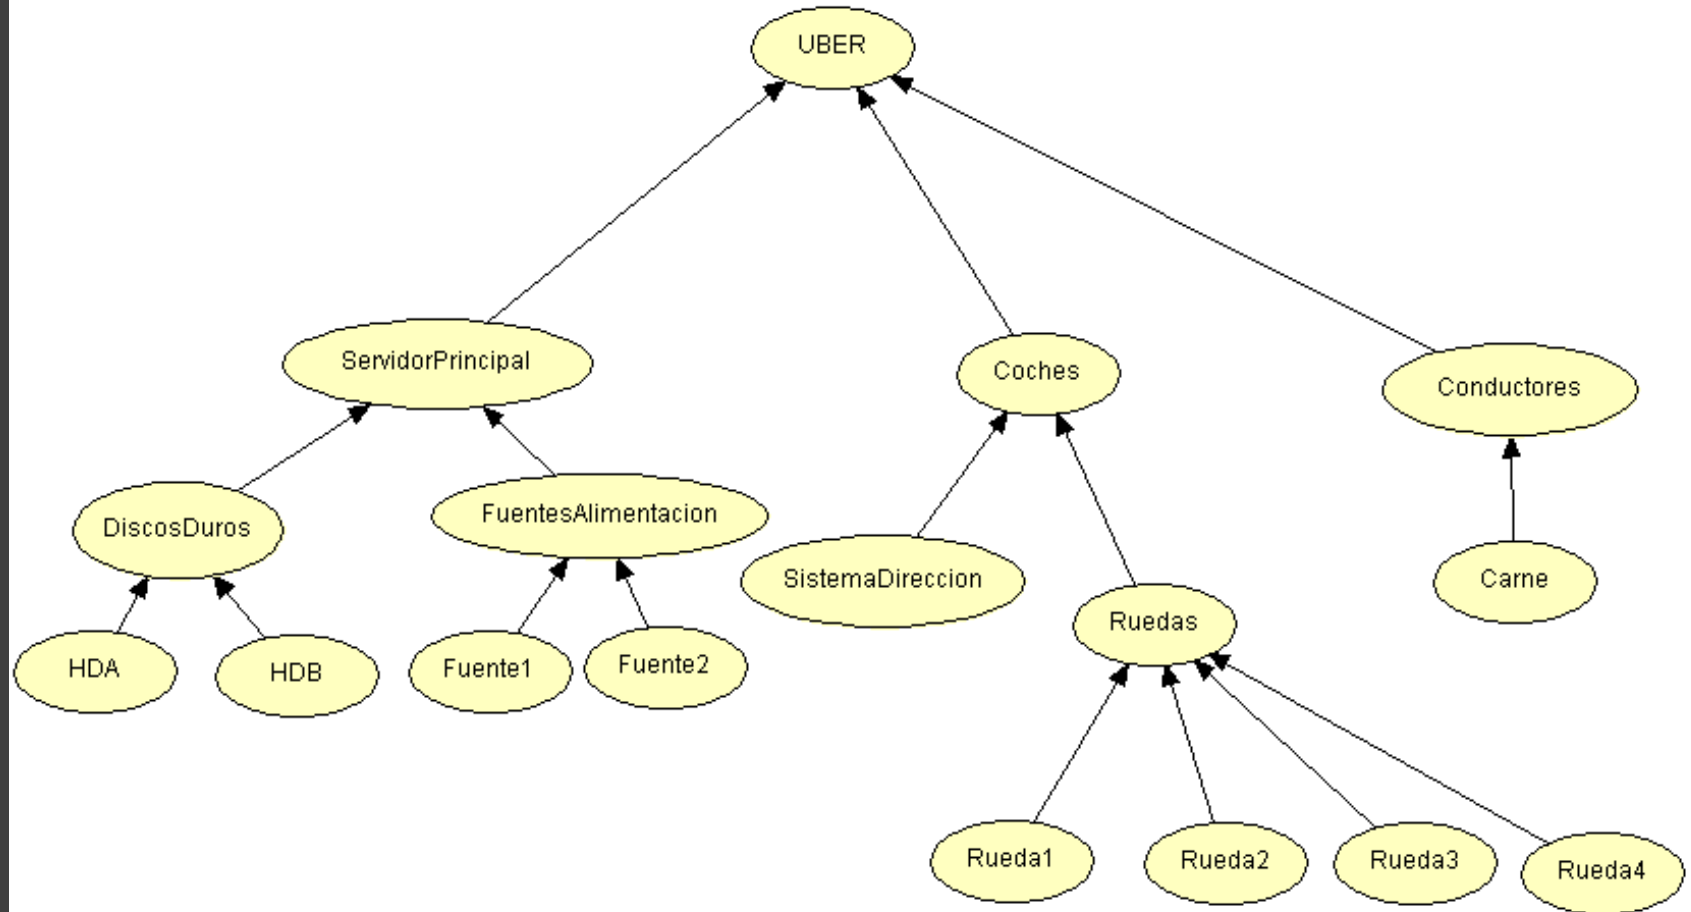 UBER
ServidorPrincipal
Coches
Conductores
DiscosDuros
FuentesAlimentacion
SistemaDireccion
Carne
Ruedas
HDA
HDB
Fuente1
Fuente2
Rueda1
Rueda2
Rueda3
Rueda4